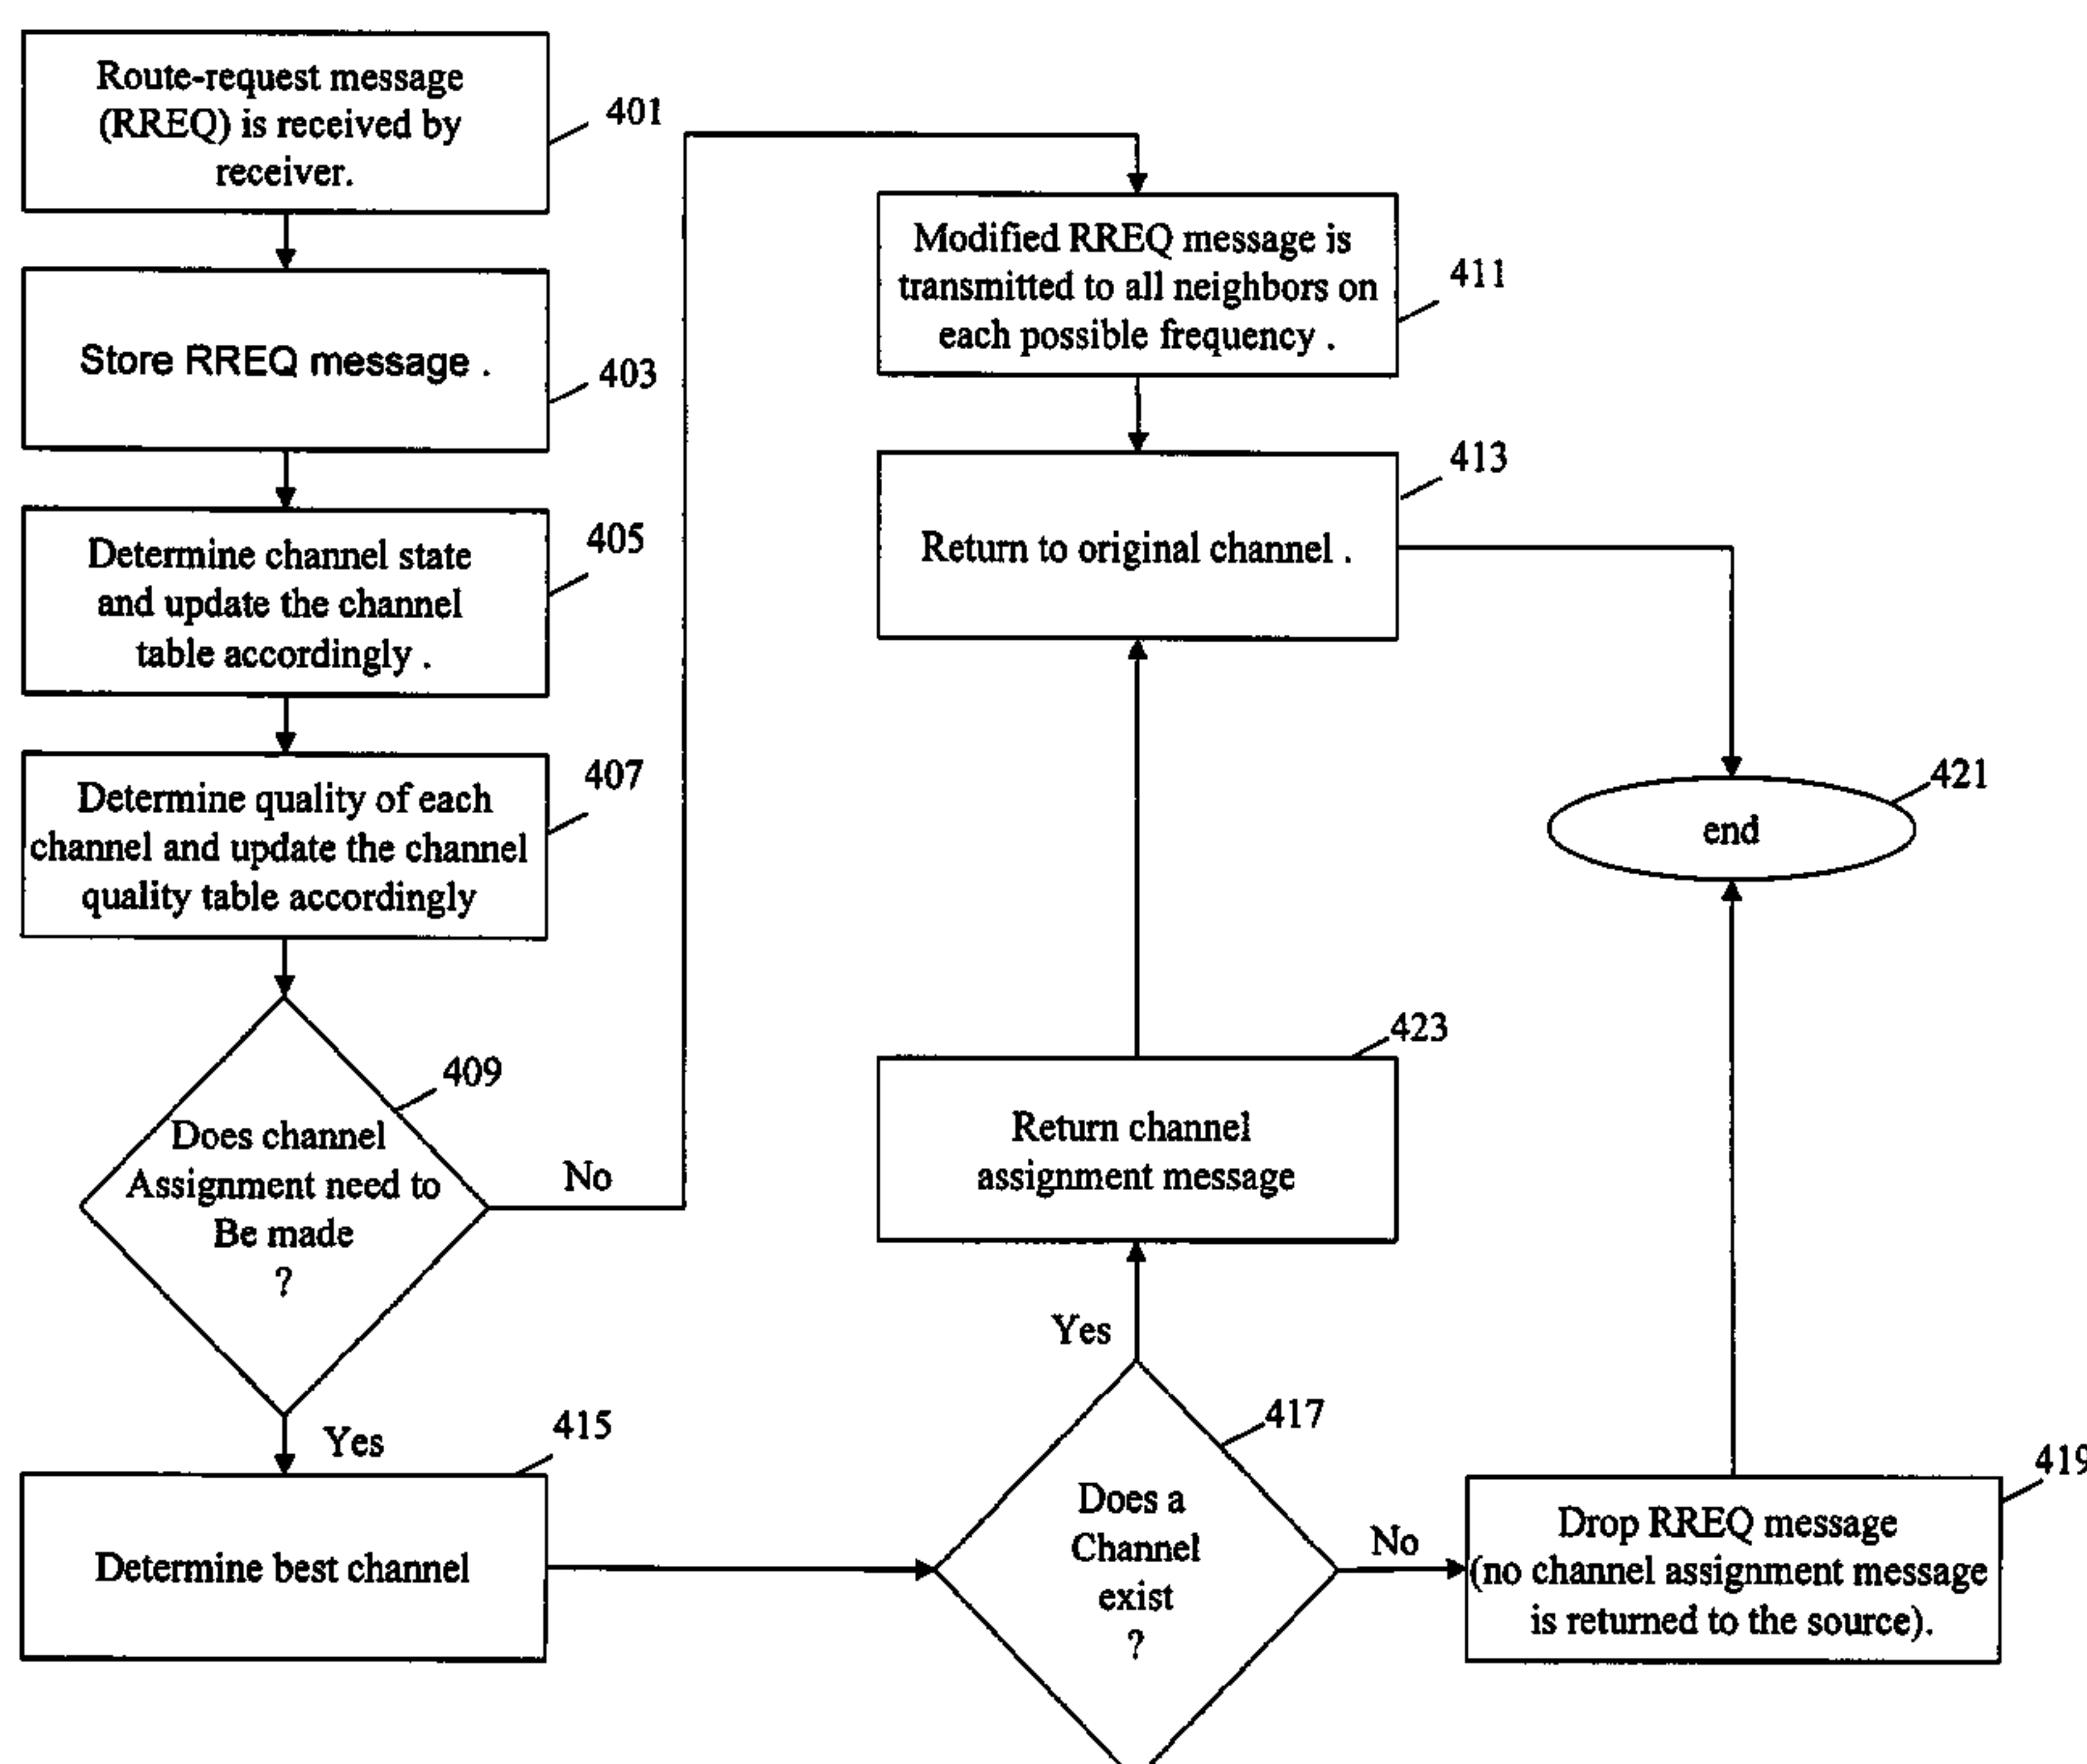 Route-request message
(RREQ) is received by
receiver.
401
Store RREQ message .
403
Determine channel state
and update the channel
table accordingly .
405
Determine quality of each
channel and update the channel
quality table accordingly
407
Does channel
Assignment need to
Be made
?
409
No
Yes
Modified RREQ message is
transmitted to all neighbors on
each possible frequency .
411
Return to original channel .
413
end
421
Return channel
assignment message
423
Yes
Determine best channel
415
Does a
Channel
exist
?
417
No
Drop RREQ message
(no channel assignment message
is returned to the source).
419